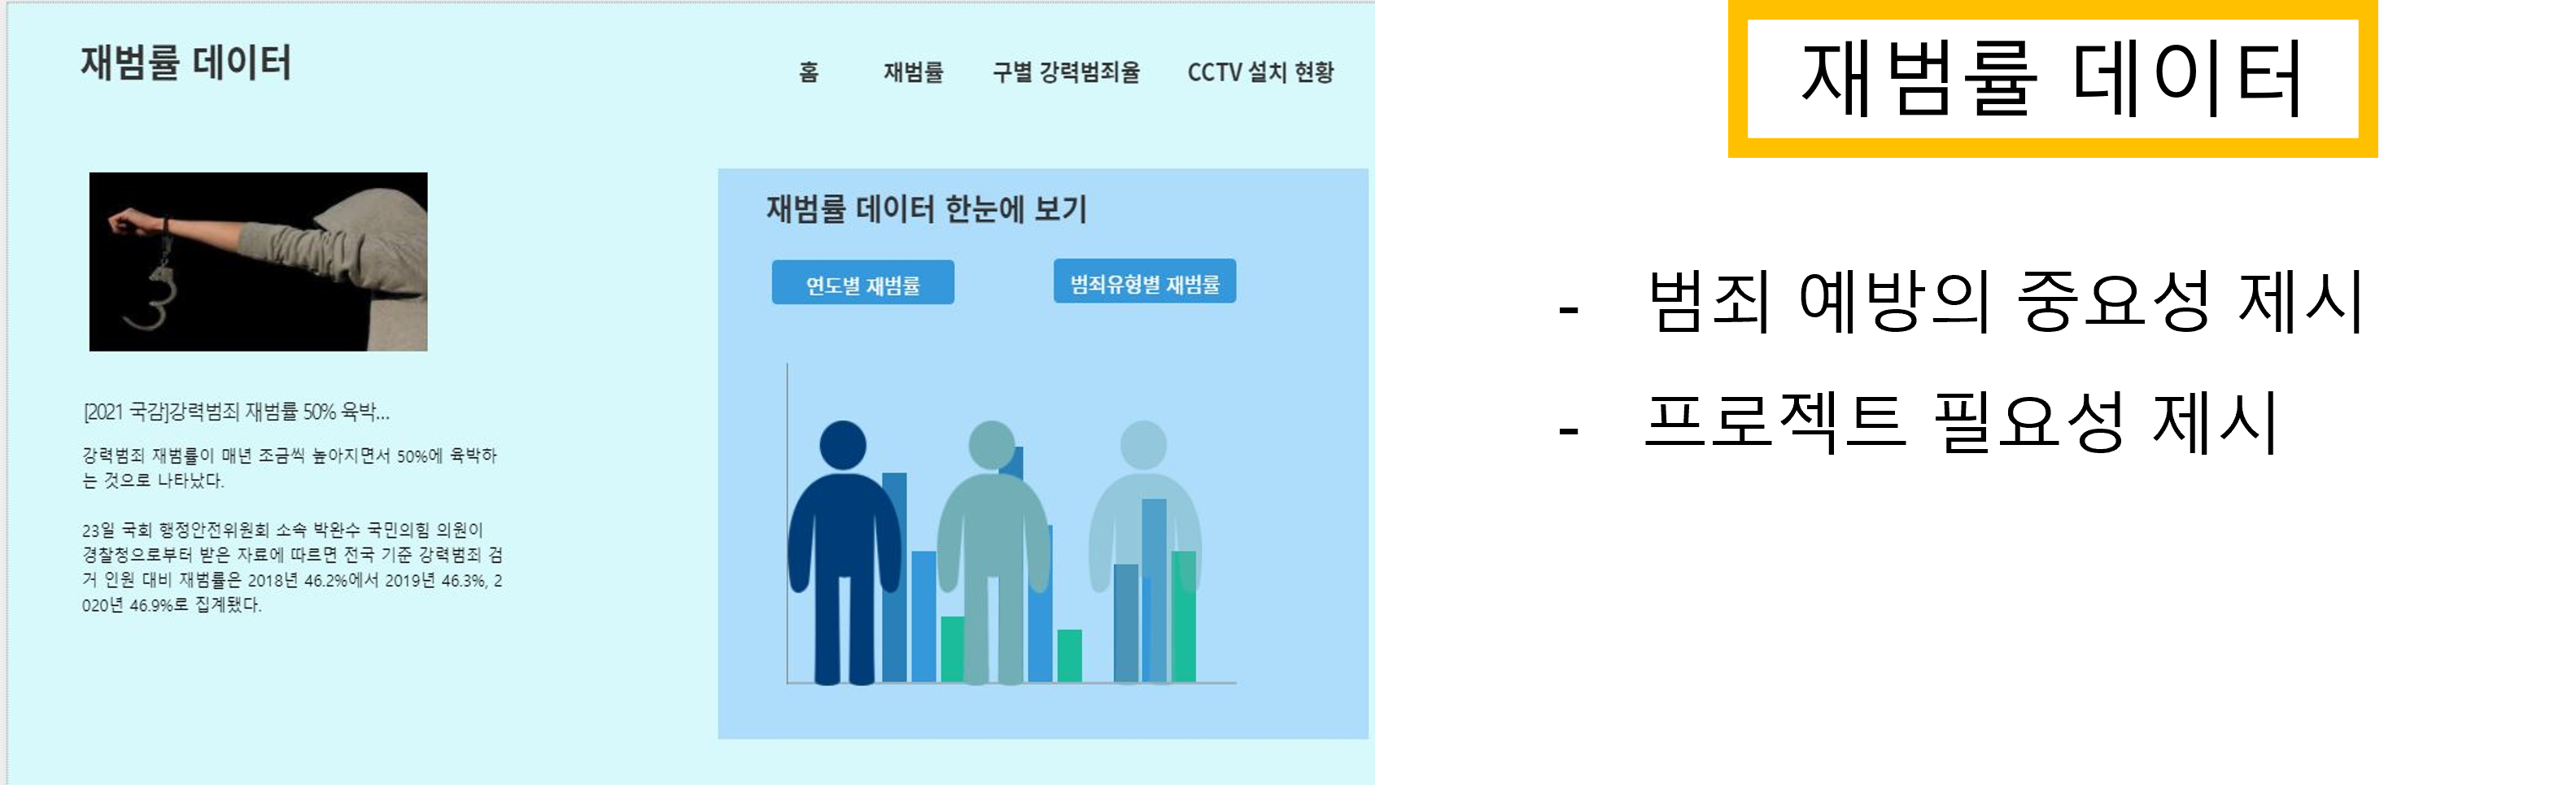 재범률 데이터
홈 재범률 구별 강력범죄율 CCTV 설치 현황
[2021 국감]강력범죄 재범률 50% 육박...
강력범죄 재범률이 매년 조금씩 높아지면서 50%에 육박하
는 것으로 나타났다.
23일 국회 행정안전위원회 소속 박완수 국민의힘 의원이
경찰청으로부터 받은 자료에 따르면 전국 기준 강력범죄 검
거 인원 대비 재범률은 2018년 46.2%에서 2019년 46.3%, 2
020년 46.9%로 집계됐다.
재범률 데이터 한눈에 보기
연도별 재범률
범죄유형별 재범률
재범률 데이터
- 범죄 예방의 중요성 제시
- 프로젝트 필요성 제시